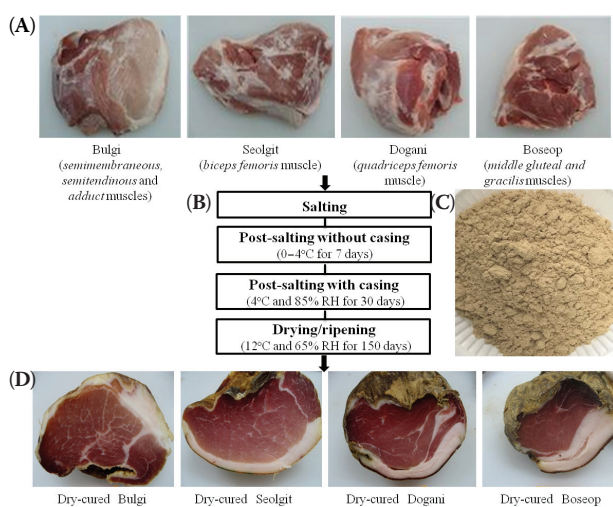 (A)
Bulgi
(semimembraneous,
semitendinous and
adduct muscles)
Seolgit
(biceps femoris muscle)
Dogani
(quadriceps femoris
muscle)
Boseop
(middle gluteal and
gracilis muscles)
(B)
Salting
Post-salting without casing
(0–4°C for 7 days)
Post-salting with casing
(4°C and 85% RH for 30 days)
Drying/ripening
(12°C and 65% RH for 150 days)
(C)
(D)
Dry-cured Bulgi
Dry-cured Seolgit
Dry-cured Dogani
Dry-cured Boseop